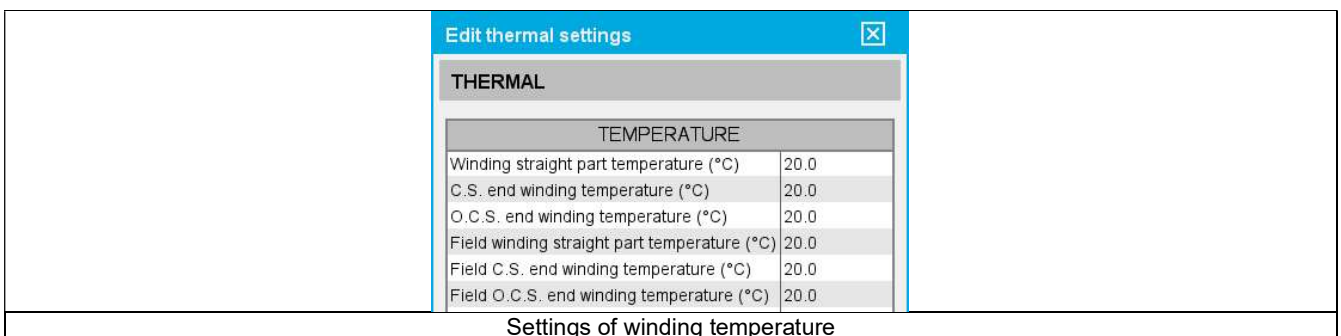 Edit thermal settings
THERMAL
TEMPERATURE
Winding straight part temperature (°C) 20.0
C.S. end winding temperature (°C) 20.0
O.C.S. end winding temperature (°C) 20.0
Field winding straight part temperature (°C) 20.0
Field C.S. end winding temperature (°C) 20.0
Field O.C.S. end winding temperature (°C) 20.0
Settings of winding temperature